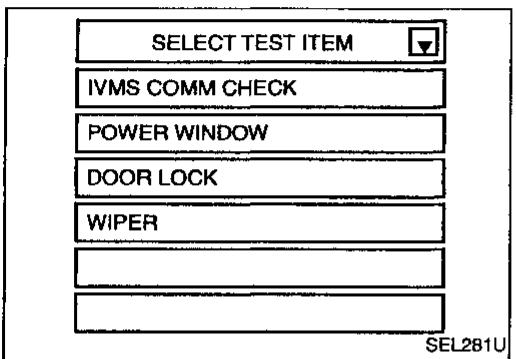 SELECT TEST ITEM
IVMS COMM CHECK
POWER WINDOW
DOOR LOCK
WIPER
SEL281U